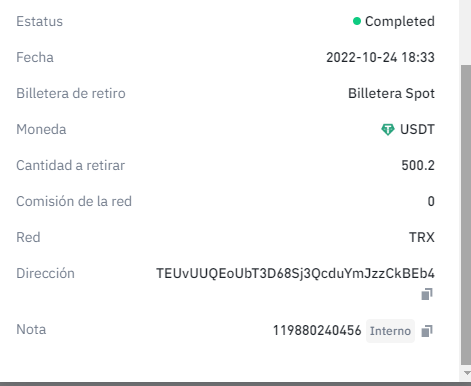 Estatus Completed
Fecha 2022-10-24 18:33
Billetera de retiro Billetera Spot
Moneda USDT
Cantidad a retirar 500.2
Comisión de la red 0
Red TRX
Dirección TEUvUUQEoUbT3D68Sj3QcduYmJzzCkBEb4
Nota 119880240456 Interno